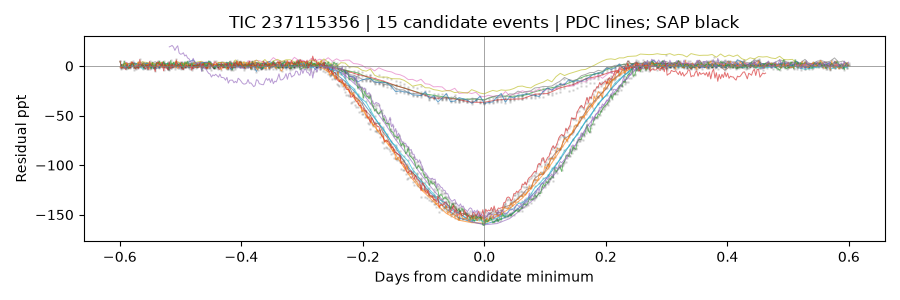 TIC 237115356 | 15 candidate events | PDC lines; SAP black
Residual ppt
0
−50
−100
−150
−0.6 −0.4 −0.2 0.0 0.2 0.4 0.6
Days from candidate minimum